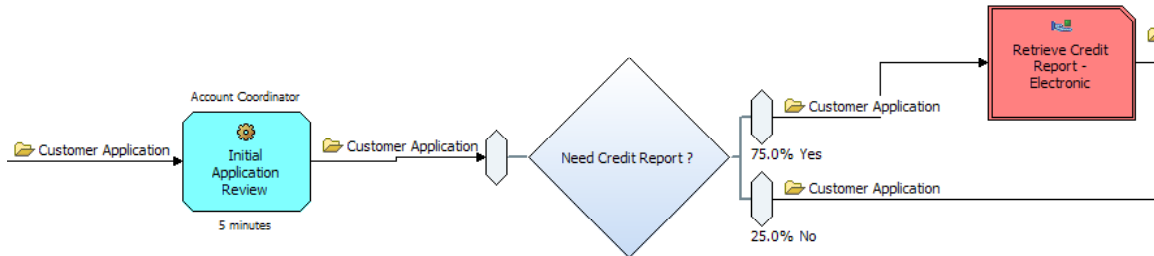 Account Coordinator
Customer Application
Initial
Application
Review
5 minutes
Customer Application
Need Credit Report ?
Customer Application
75.0% Yes
Customer Application
25.0% No
Retrieve Credit
Report -
Electronic